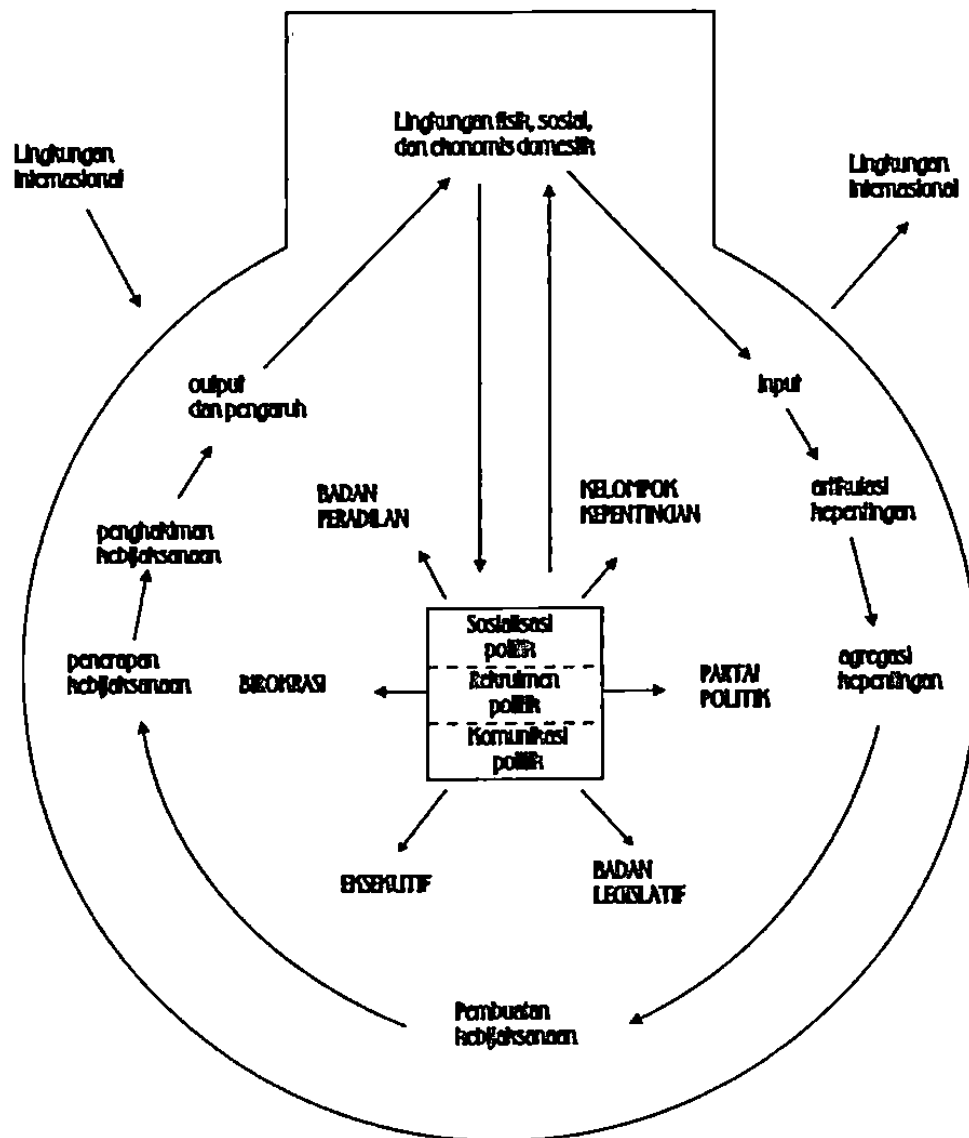 Lingkungan fisik, sosial,
dan ekonomis domestik
Lingkungan
internasional
Lingkungan
internasional
output
dan pengaruh
input
BADAN
PERADILAN
KELOMPOK
KEPENTINGAN
artikulasi
kepentingan
penghakiman
kebijaksanaan
Sosialisasi
politik
penerapan
kebijaksanaan
BIROKRASI
Rekrutmen
politik
PARTAI
POLITIK
agregasi
kepentingan
Komunikasi
politik
EKSEKUTIF
BADAN
LEGISLATIF
Pembuatan
kebijaksanaan